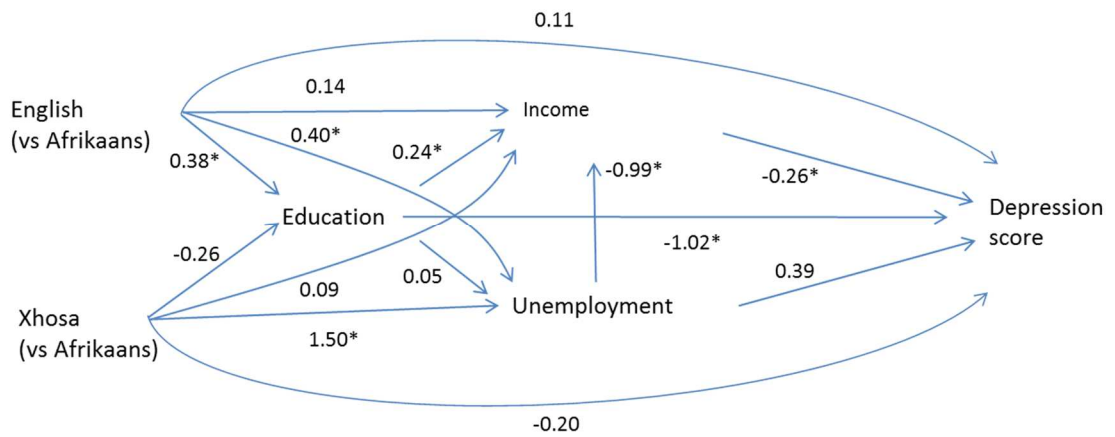 0.11
0.14
English
(vs Afrikaans)
Income
0.40*
0.38*
0.24*
-0.99*
-0.26*
Education
Depression
score
-1.02*
-0.26
0.05
0.39
0.09
Unemployment
Xhosa
(vs Afrikaans)
1.50*
-0.20